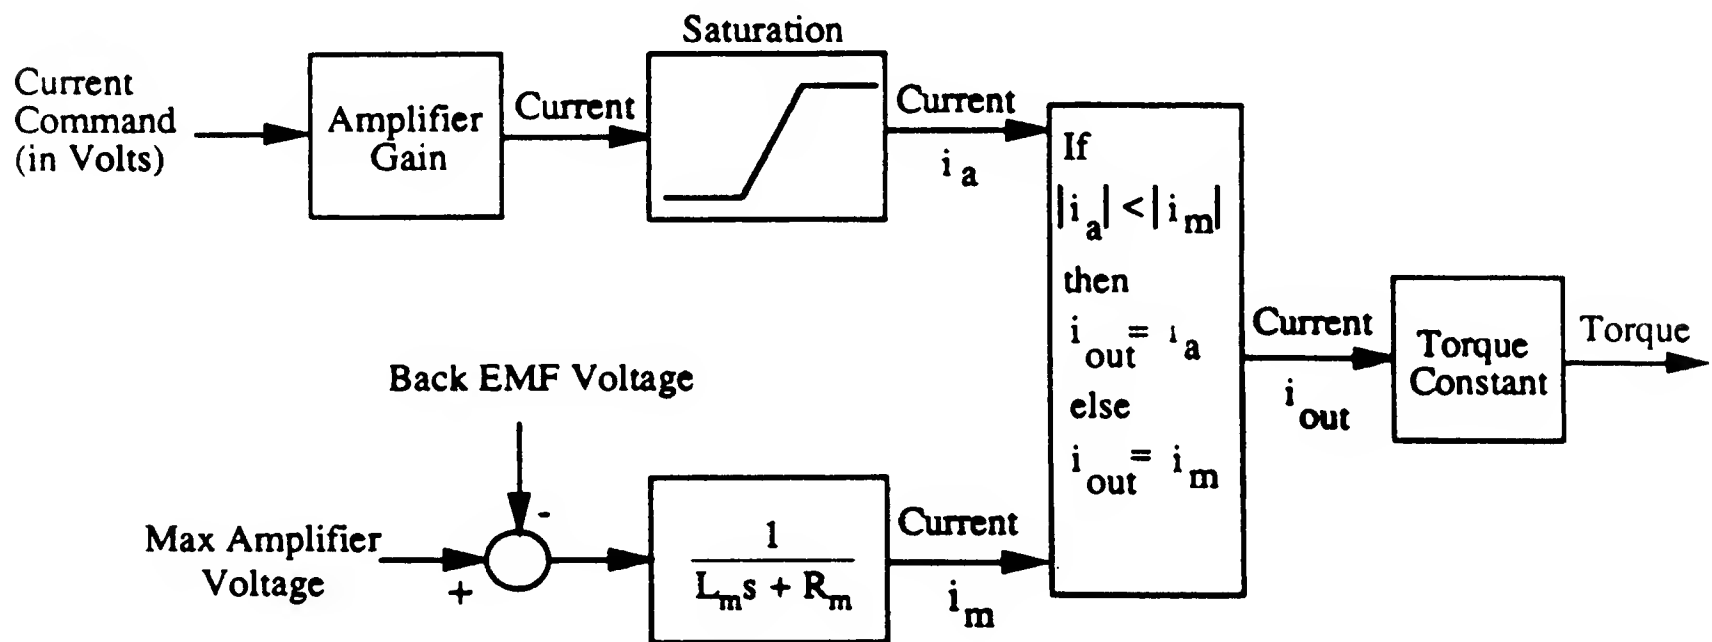 Saturation
Current
Command
(in Volts)
Amplifier
Gain
Current
Current
i a
If
|i a| < |i m|
then
i out = i a
else
i out = i m
Current
i out
Torque
Constant
Torque
Back EMF Voltage
-
Max Amplifier
Voltage
+
1
L m s + R m
Current
i m